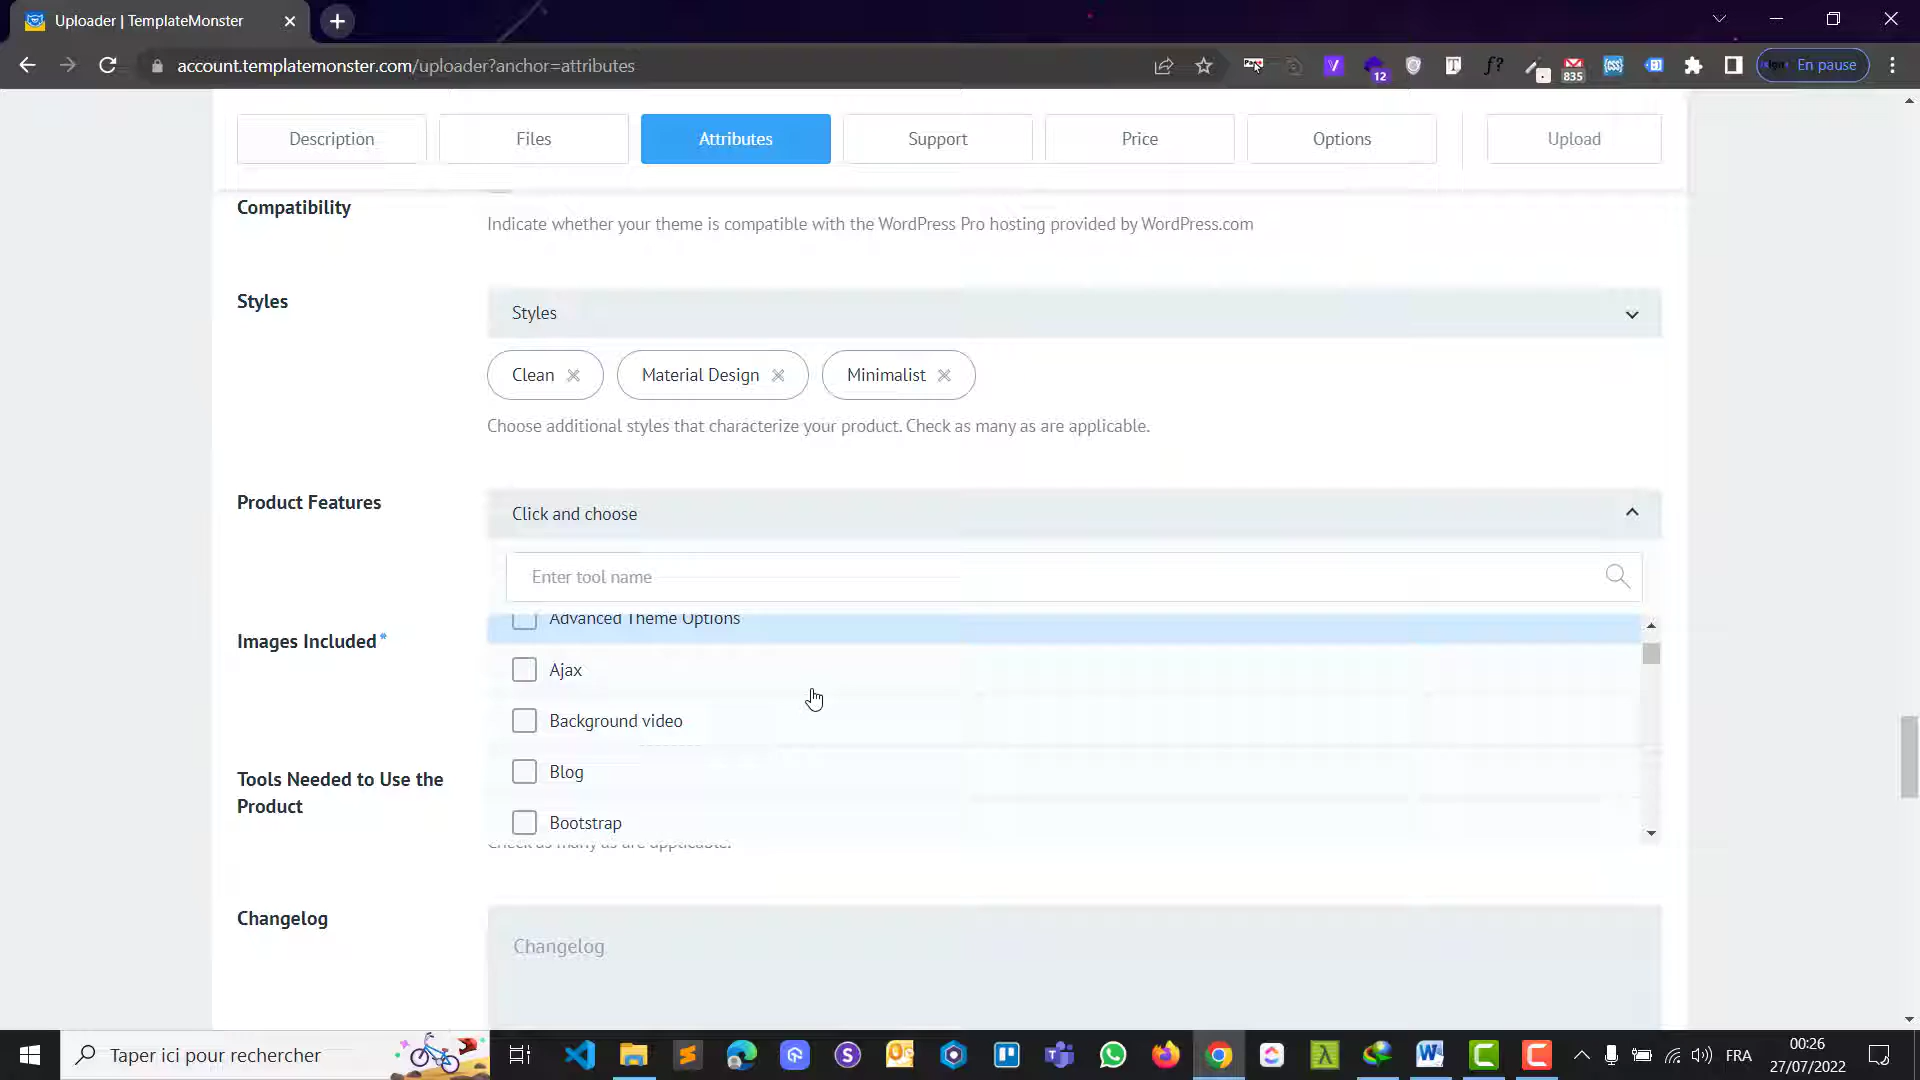 Uploader | TemplateMonster
account.templatemonster.com/uploader?anchor=attributes
12
835
En pause
Description
Files
Attributes
Support
Price
Options
Upload
Compatibility
Indicate whether your theme is compatible with the WordPress Pro hosting provided by WordPress.com
Styles
Styles
Clean
Material Design
Minimalist
Choose additional styles that characterize your product. Check as many as are applicable.
Product Features
Click and choose
Enter tool name
Advanced Theme Options
Images Included*
Ajax
Background video
Blog
Tools Needed to Use the
Product
Bootstrap
Check as many as are applicable.
Changelog
Changelog
Taper ici pour rechercher
FRA
00:26
27/07/2022